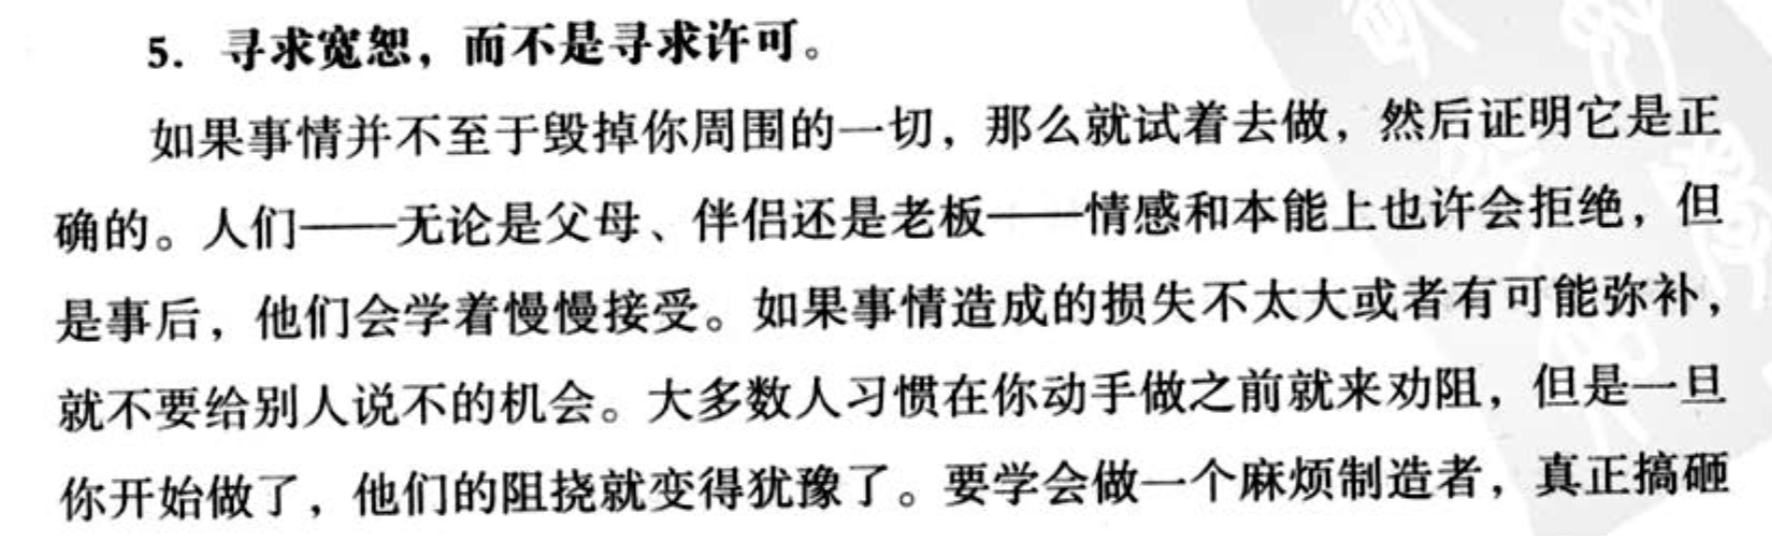 5. 寻求宽恕，而不是寻求许可。
如果事情并不至于毁掉你周围的一切，那么就试着去做，然后证明它是正
确的。人们——无论是父母、伴侣还是老板——情感和本能上也许会拒绝，但
是事后，他们会学着慢慢接受。如果事情造成的损失不太大或者有可能弥补，
就不要给别人说不的机会。大多数人习惯在你动手做之前就来劝阻，但是一旦
你开始做了，他们的阻挠就变得犹豫了。要学会做一个麻烦制造者，真正搞砸